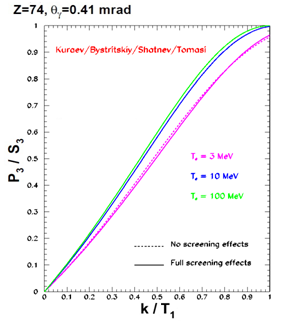 Z=74, θγ=0.41 mrad
Kuraev/Bystritskiy/Shatnev/Tomasi
P3 / S3
1
0.9
0.8
0.7
0.6
0.5
0.4
0.3
0.2
0.1
0
Te = 3 MeV
Te = 10 MeV
Te = 100 MeV
No screening effects
Full screening effects
0 0.1 0.2 0.3 0.4 0.5 0.6 0.7 0.8 0.9 1
k / T1